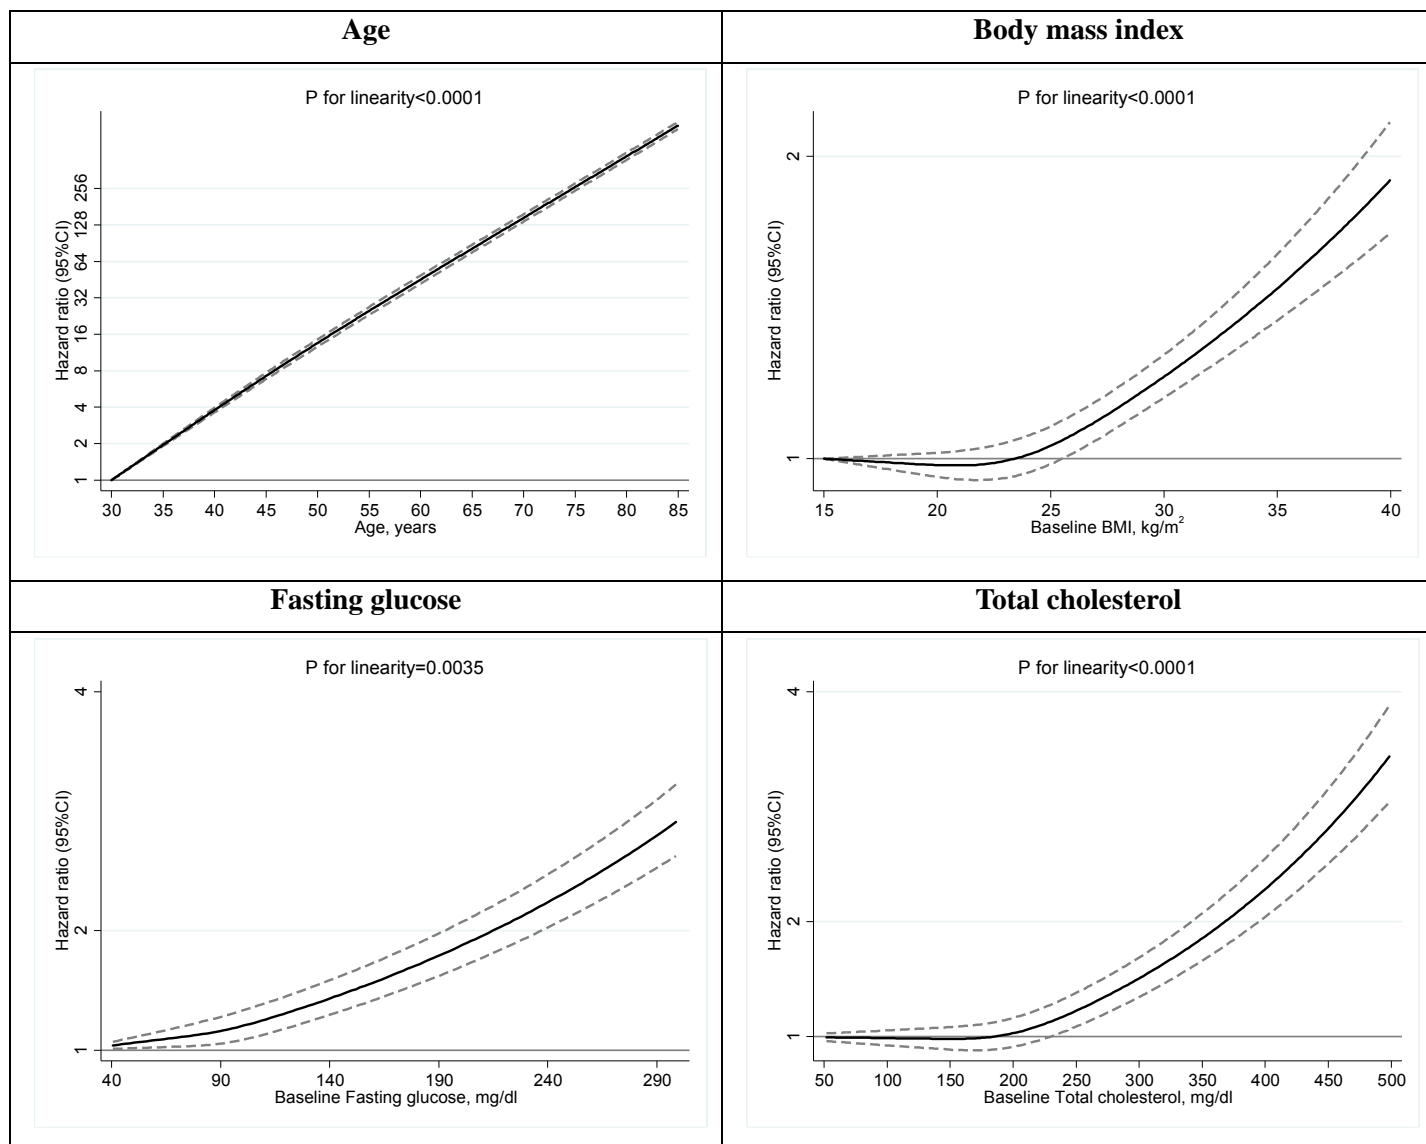 Age
P for linearity<0.0001
Hazard ratio (95%CI)
256
128
64
32
16
8
4
2
1
30 35 40 45 50 55 60 65 70 75 80 85
Age, years
Body mass index
P for linearity<0.0001
Hazard ratio (95%CI)
2
1
15 20 25 30 35 40
Baseline BMI, kg/m²
Fasting glucose
P for linearity=0.0035
Hazard ratio (95%CI)
4
2
1
40 90 140 190 240 290
Baseline Fasting glucose, mg/dl
Total cholesterol
P for linearity<0.0001
Hazard ratio (95%CI)
4
2
1
50 100 150 200 250 300 350 400 450 500
Baseline Total cholesterol, mg/dl